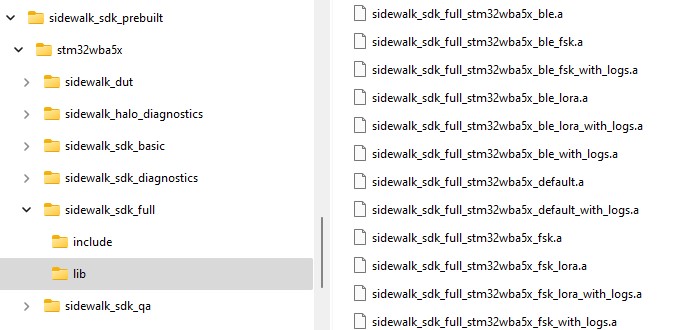 sidewalk_sdk_prebuilt
stm32wba5x
sidewalk_dut
sidewalk_halo_diagnostics
sidewalk_sdk_basic
sidewalk_sdk_diagnostics
sidewalk_sdk_full
include
lib
sidewalk_sdk_qa
sidewalk_sdk_full_stm32wba5x_ble.a
sidewalk_sdk_full_stm32wba5x_ble_fsk.a
sidewalk_sdk_full_stm32wba5x_ble_fsk_with_logs.a
sidewalk_sdk_full_stm32wba5x_ble_lora.a
sidewalk_sdk_full_stm32wba5x_ble_lora_with_logs.a
sidewalk_sdk_full_stm32wba5x_ble_with_logs.a
sidewalk_sdk_full_stm32wba5x_default.a
sidewalk_sdk_full_stm32wba5x_default_with_logs.a
sidewalk_sdk_full_stm32wba5x_fsk.a
sidewalk_sdk_full_stm32wba5x_fsk_lora.a
sidewalk_sdk_full_stm32wba5x_fsk_lora_with_logs.a
sidewalk_sdk_full_stm32wba5x_fsk_with_logs.a